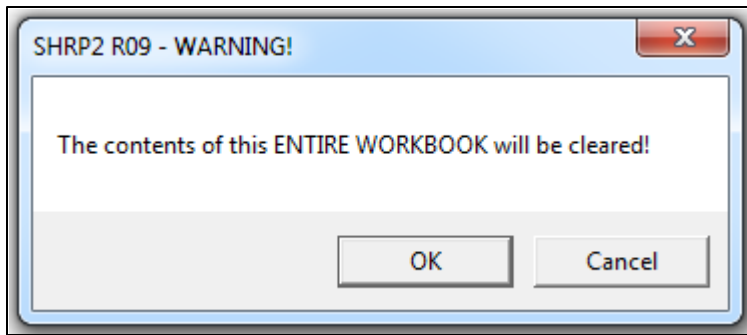 SHRP2 R09 - WARNING!
The contents of this ENTIRE WORKBOOK will be cleared!
OK Cancel